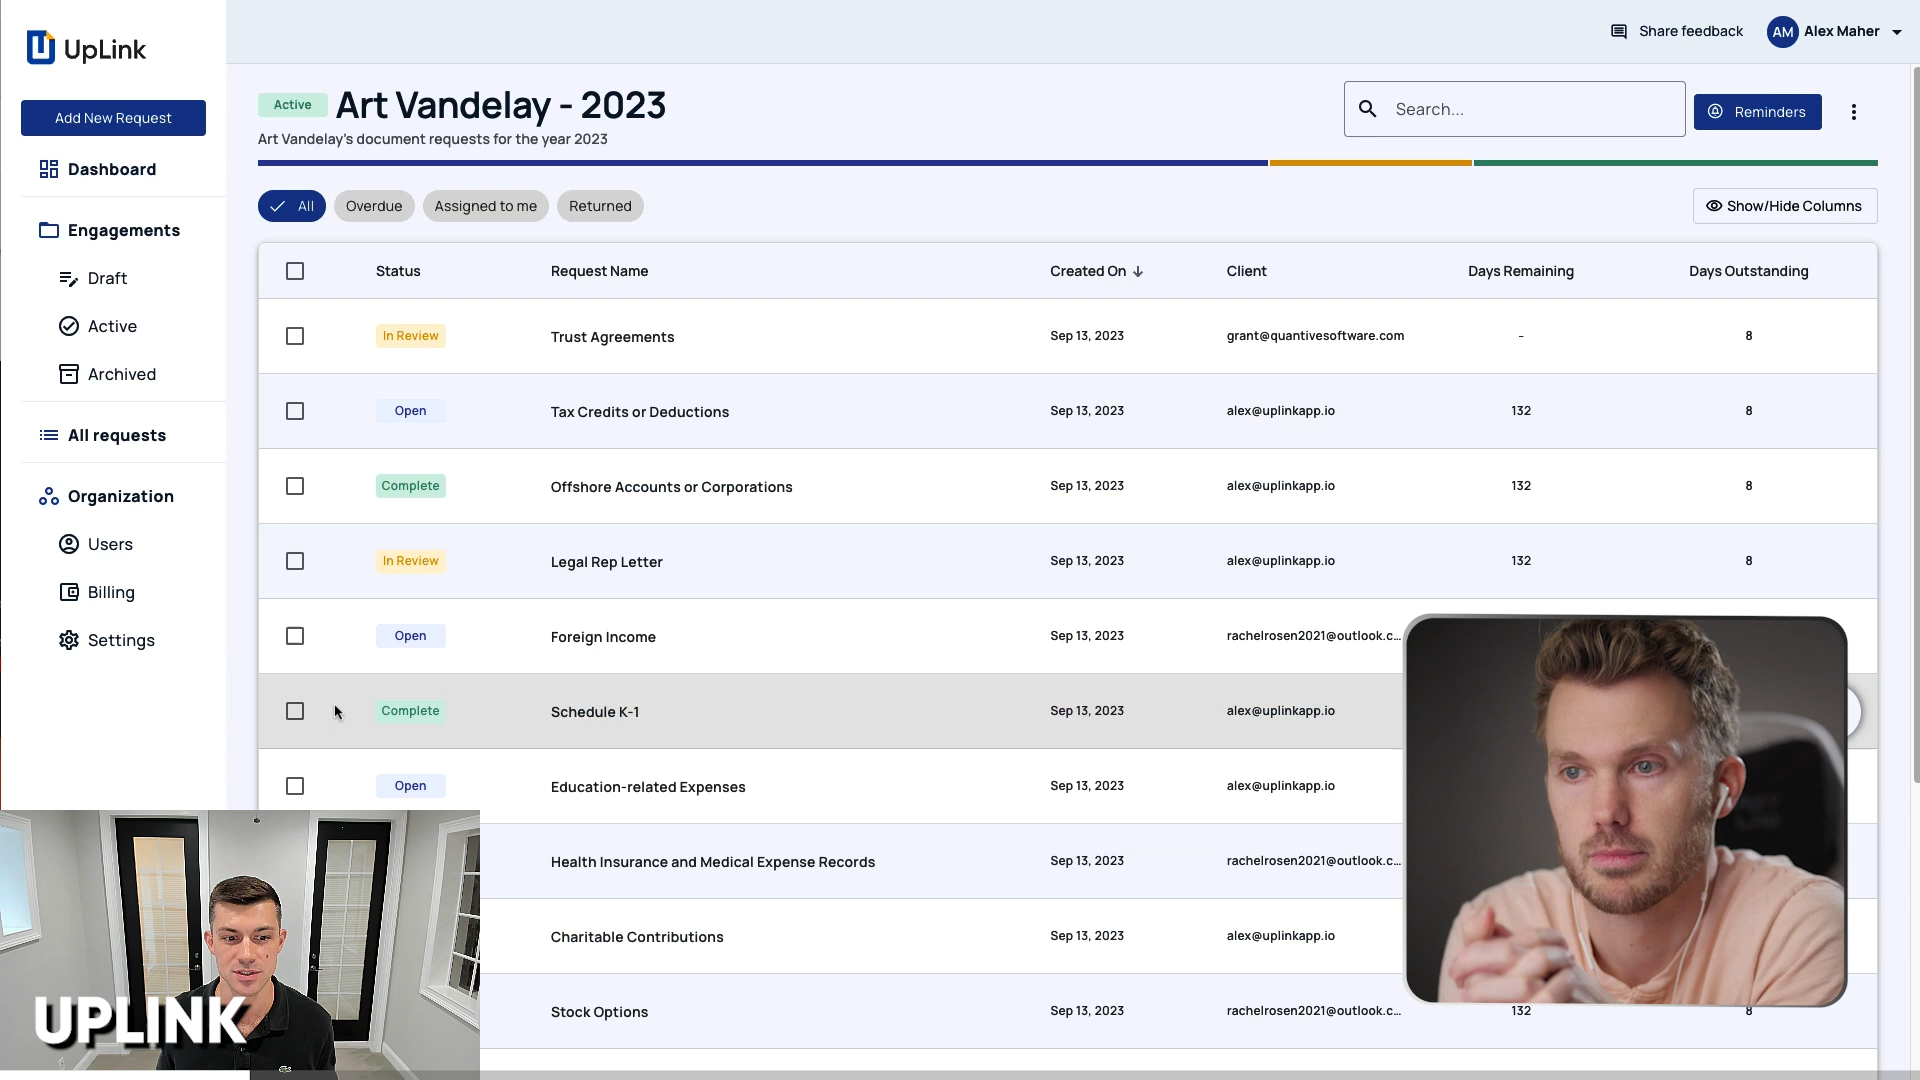 UpLink
Share feedback
AM Alex Maher
Add New Request
Dashboard
Engagements
Draft
Active
Archived
All requests
Organization
Users
Billing
Settings
Active Art Vandelay - 2023
Art Vandelay's document requests for the year 2023
Search...
Reminders
All Overdue Assigned to me Returned
Show/Hide Columns
Status Request Name Created On Client Days Remaining Days Outstanding
In Review Trust Agreements Sep 13, 2023 grant@quantivesoftware.com - 8
Open Tax Credits or Deductions Sep 13, 2023 alex@uplinkapp.io 132 8
Complete Offshore Accounts or Corporations Sep 13, 2023 alex@uplinkapp.io 132 8
In Review Legal Rep Letter Sep 13, 2023 alex@uplinkapp.io 132 8
Open Foreign Income Sep 13, 2023 rachelrosen2021@outlook.c...
Complete Schedule K-1 Sep 13, 2023 alex@uplinkapp.io
Open Education-related Expenses Sep 13, 2023 alex@uplinkapp.io
Health Insurance and Medical Expense Records Sep 13, 2023 rachelrosen2021@outlook.c...
Charitable Contributions Sep 13, 2023 alex@uplinkapp.io
Stock Options Sep 13, 2023 rachelrosen2021@outlook.c... 132 8
UPLINK